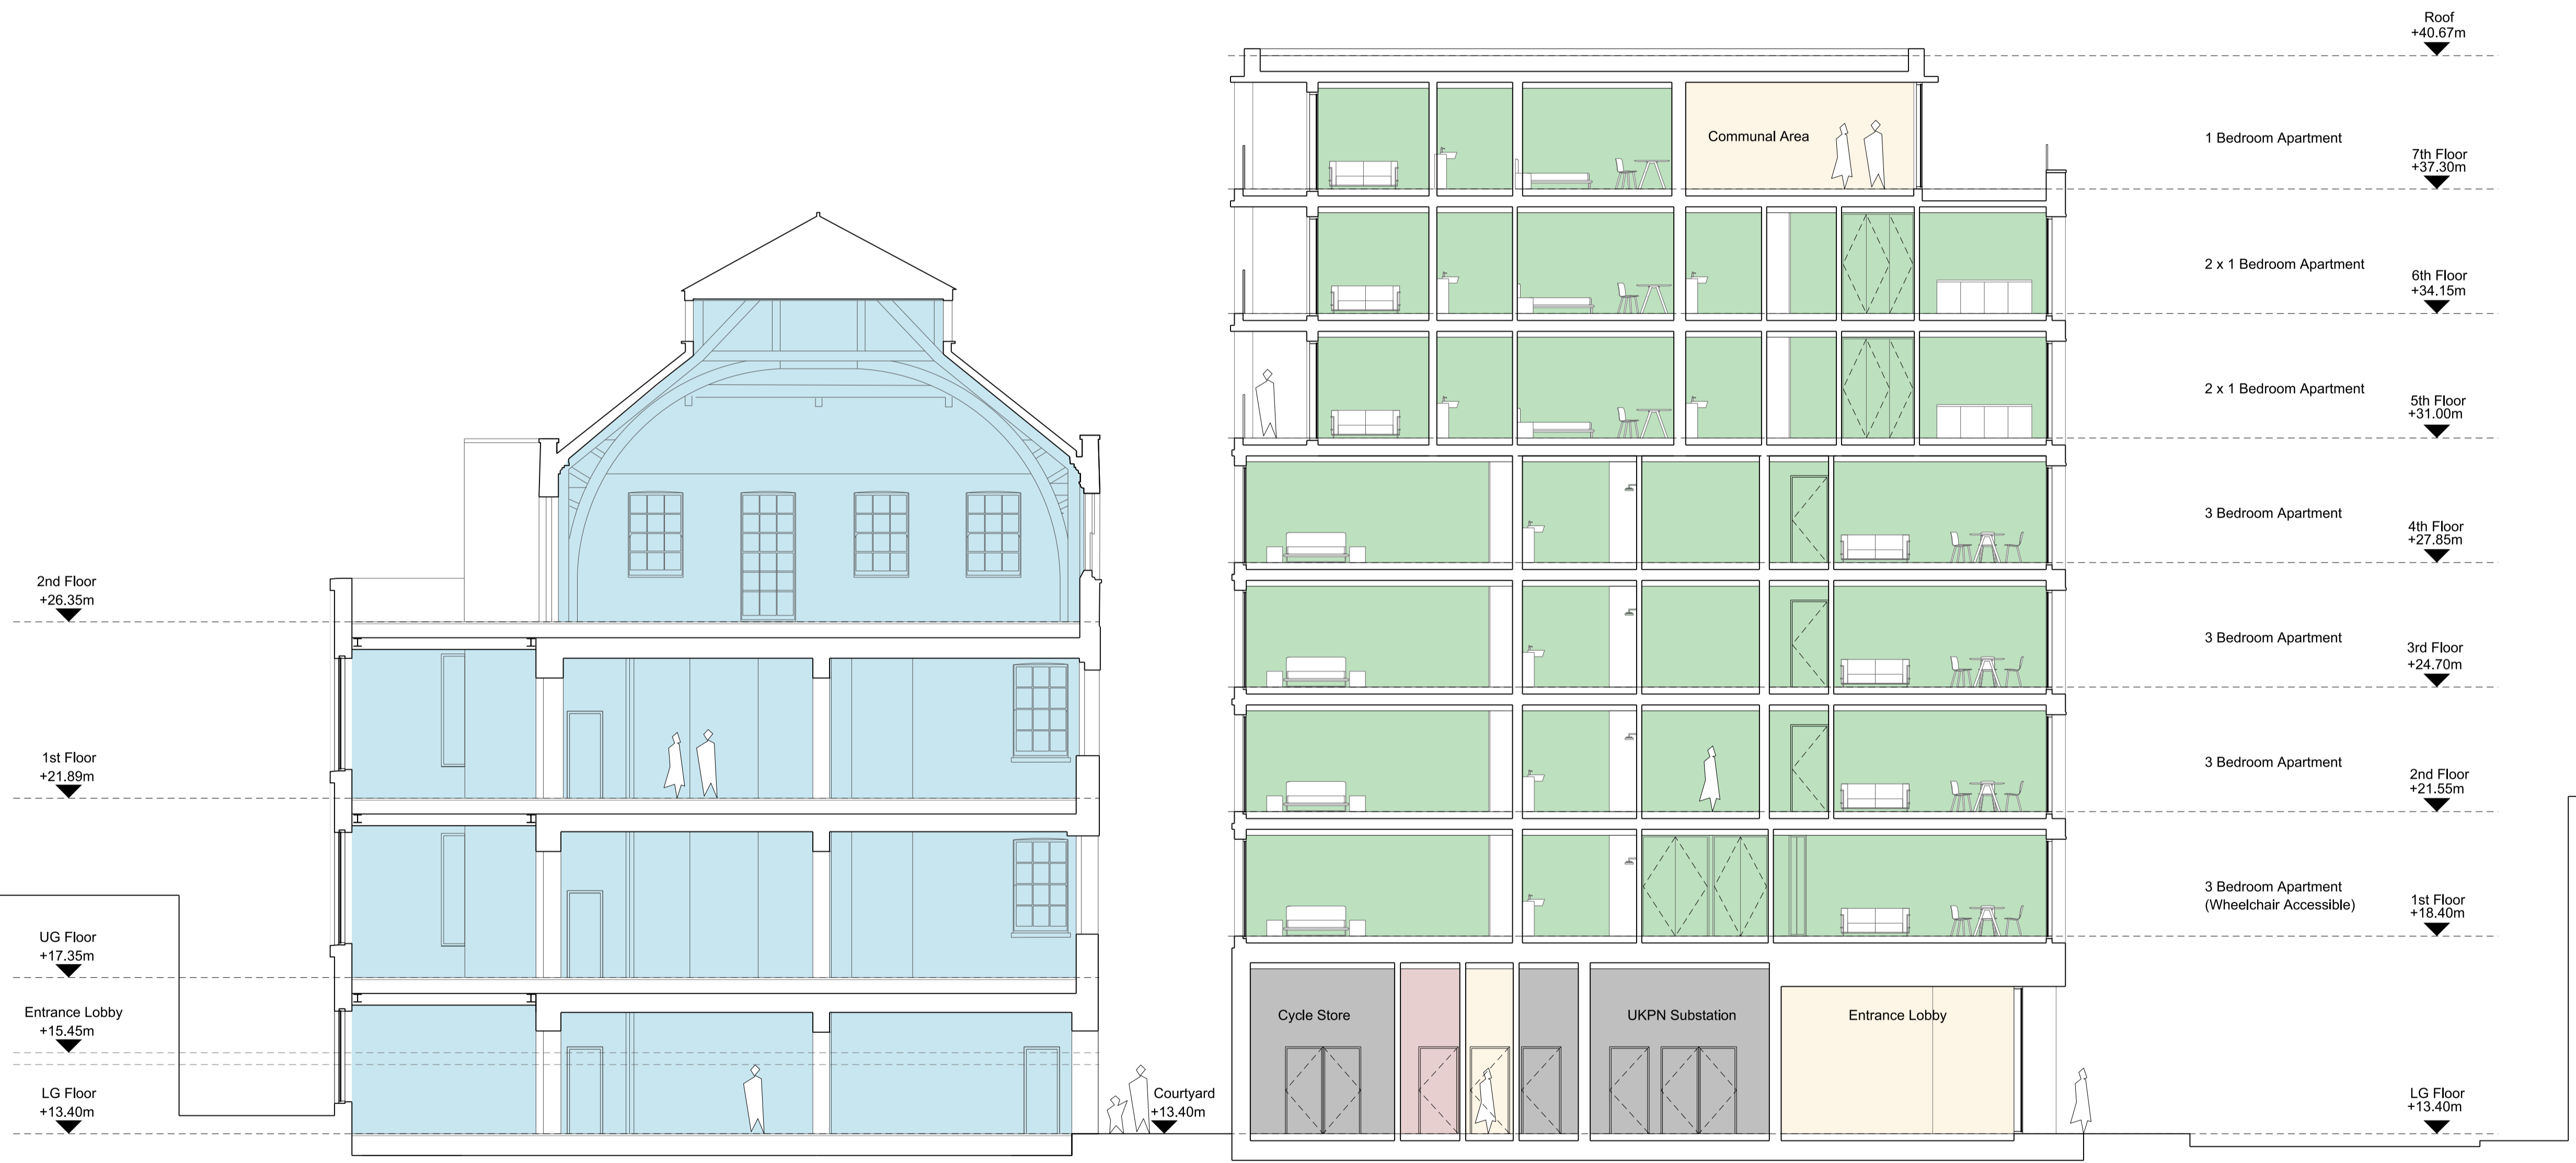 Roof
+40.67m
Communal Area
1 Bedroom Apartment
7th Floor
+37.30m
2 x 1 Bedroom Apartment
6th Floor
+34.15m
2 x 1 Bedroom Apartment
5th Floor
+31.00m
3 Bedroom Apartment
4th Floor
+27.85m
2nd Floor
+26.35m
3 Bedroom Apartment
3rd Floor
+24.70m
1st Floor
+21.89m
3 Bedroom Apartment
2nd Floor
+21.55m
3 Bedroom Apartment
(Wheelchair Accessible)
1st Floor
+18.40m
UG Floor
+17.35m
Entrance Lobby
+15.45m
Cycle Store
UKPN Substation
Entrance Lobby
LG Floor
+13.40m
Courtyard
+13.40m
LG Floor
+13.40m